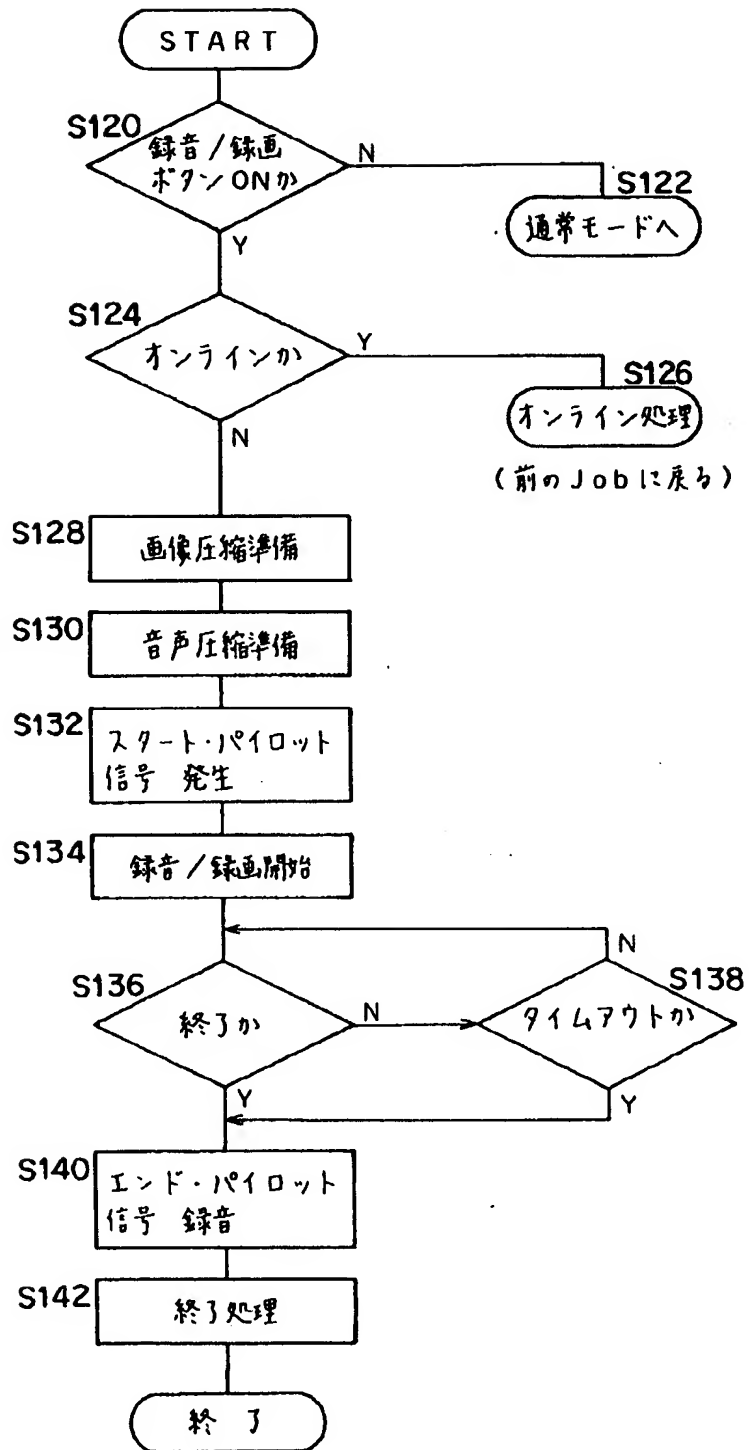 START
S120
録音/録画
ボタンONか
N
S122
通常モードへ
Y
S124
オンラインか
Y
S126
オンライン処理
(前のJobに戻る)
N
S128
画像圧縮準備
S130
音声圧縮準備
S132
スタート・パイロット
信号 発生
S134
録音/録画開始
N
S136
S138
終了か
N
タイムアウトか
Y
Y
S140
エンド・パイロット
信号 録音
S142
終了処理
終了